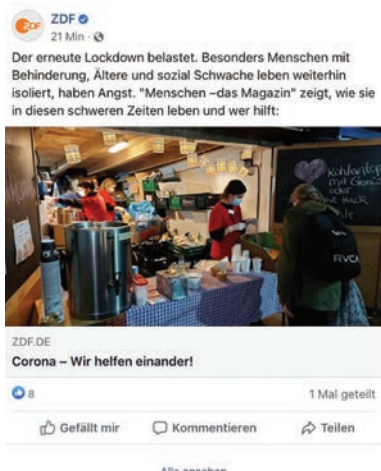 ZDF
ZDF
21 Min
Der erneute Lockdown belastet. Besonders Menschen mit
Behinderung, Ältere und sozial Schwache leben weiterhin
isoliert, haben Angst. "Menschen –das Magazin" zeigt, wie sie
in diesen schweren Zeiten leben und wer hilft:
oder
ZDF.DE
Corona – Wir helfen einander!
8
1 Mal geteilt
Gefällt mir
Kommentieren
Teilen